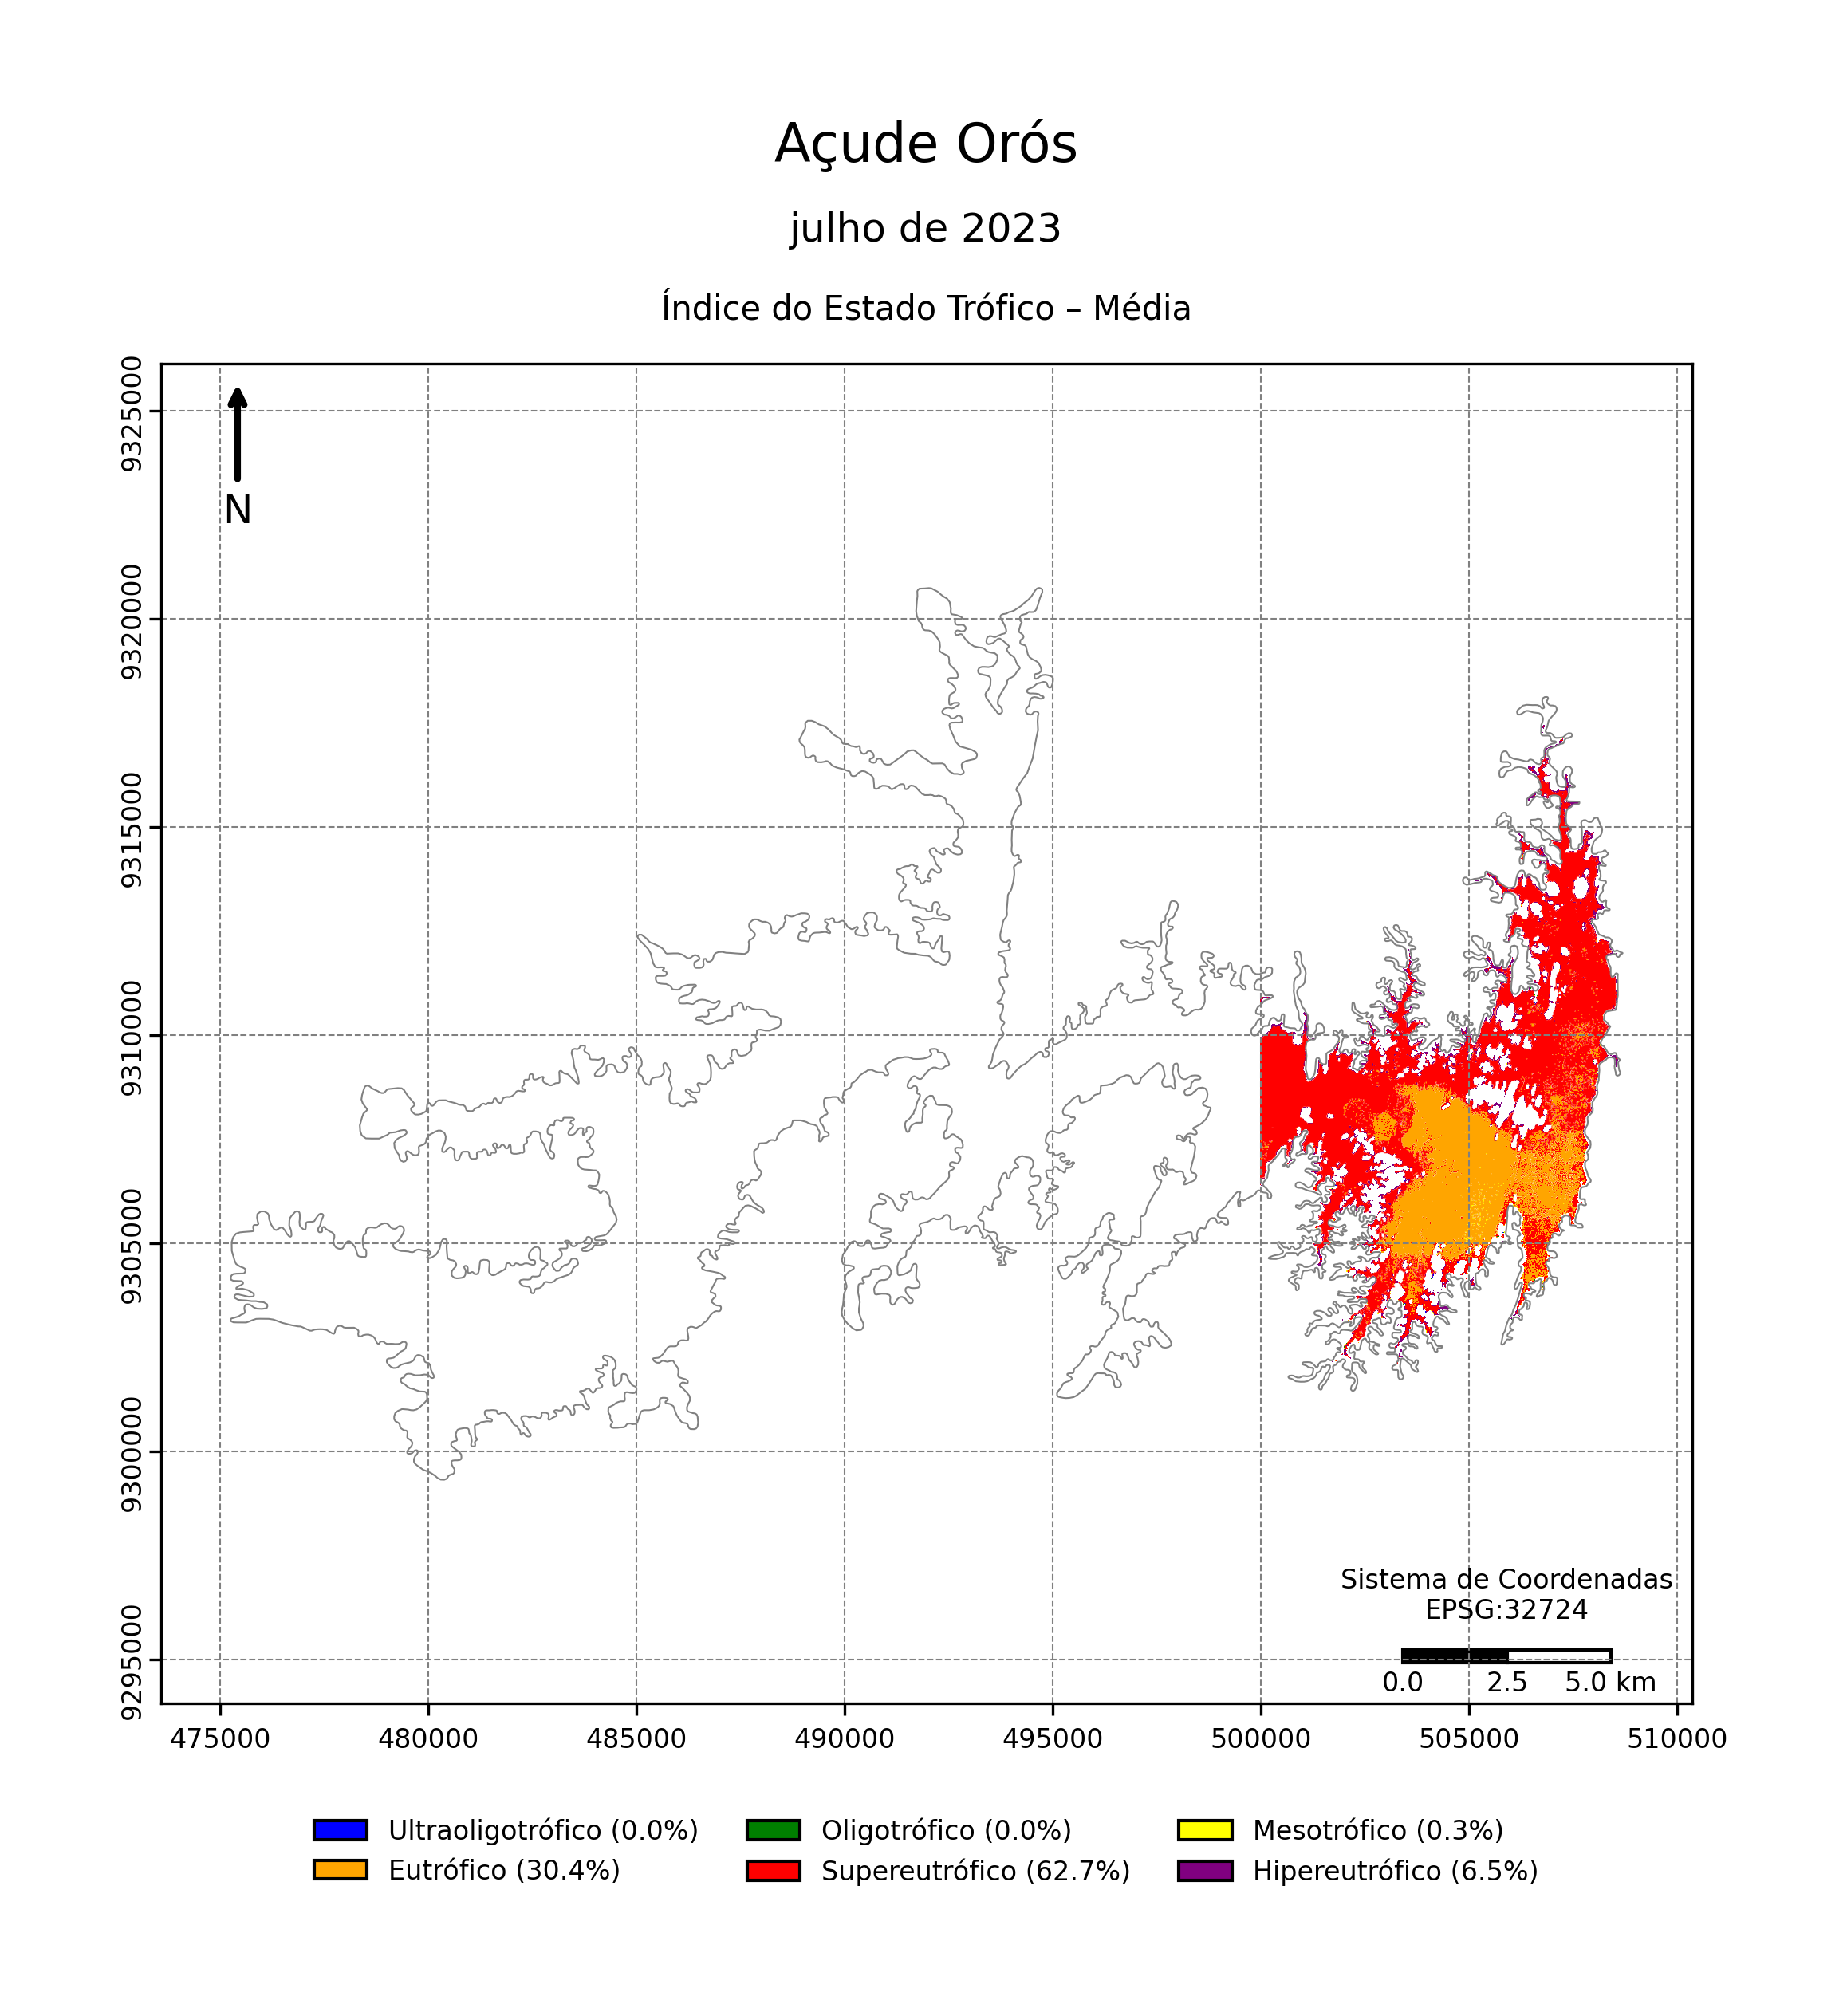 Açude Orós
julho de 2023
Índice do Estado Trófico – Média
9325000
9320000
9315000
9310000
9305000
9300000
9295000
N
Sistema de Coordenadas
EPSG:32724
0.0 2.5 5.0 km
475000 480000 485000 490000 495000 500000 505000 510000
Ultraoligotrófico (0.0%) Oligotrófico (0.0%) Mesotrófico (0.3%)
Eutrófico (30.4%) Supereutrófico (62.7%) Hipereutrófico (6.5%)